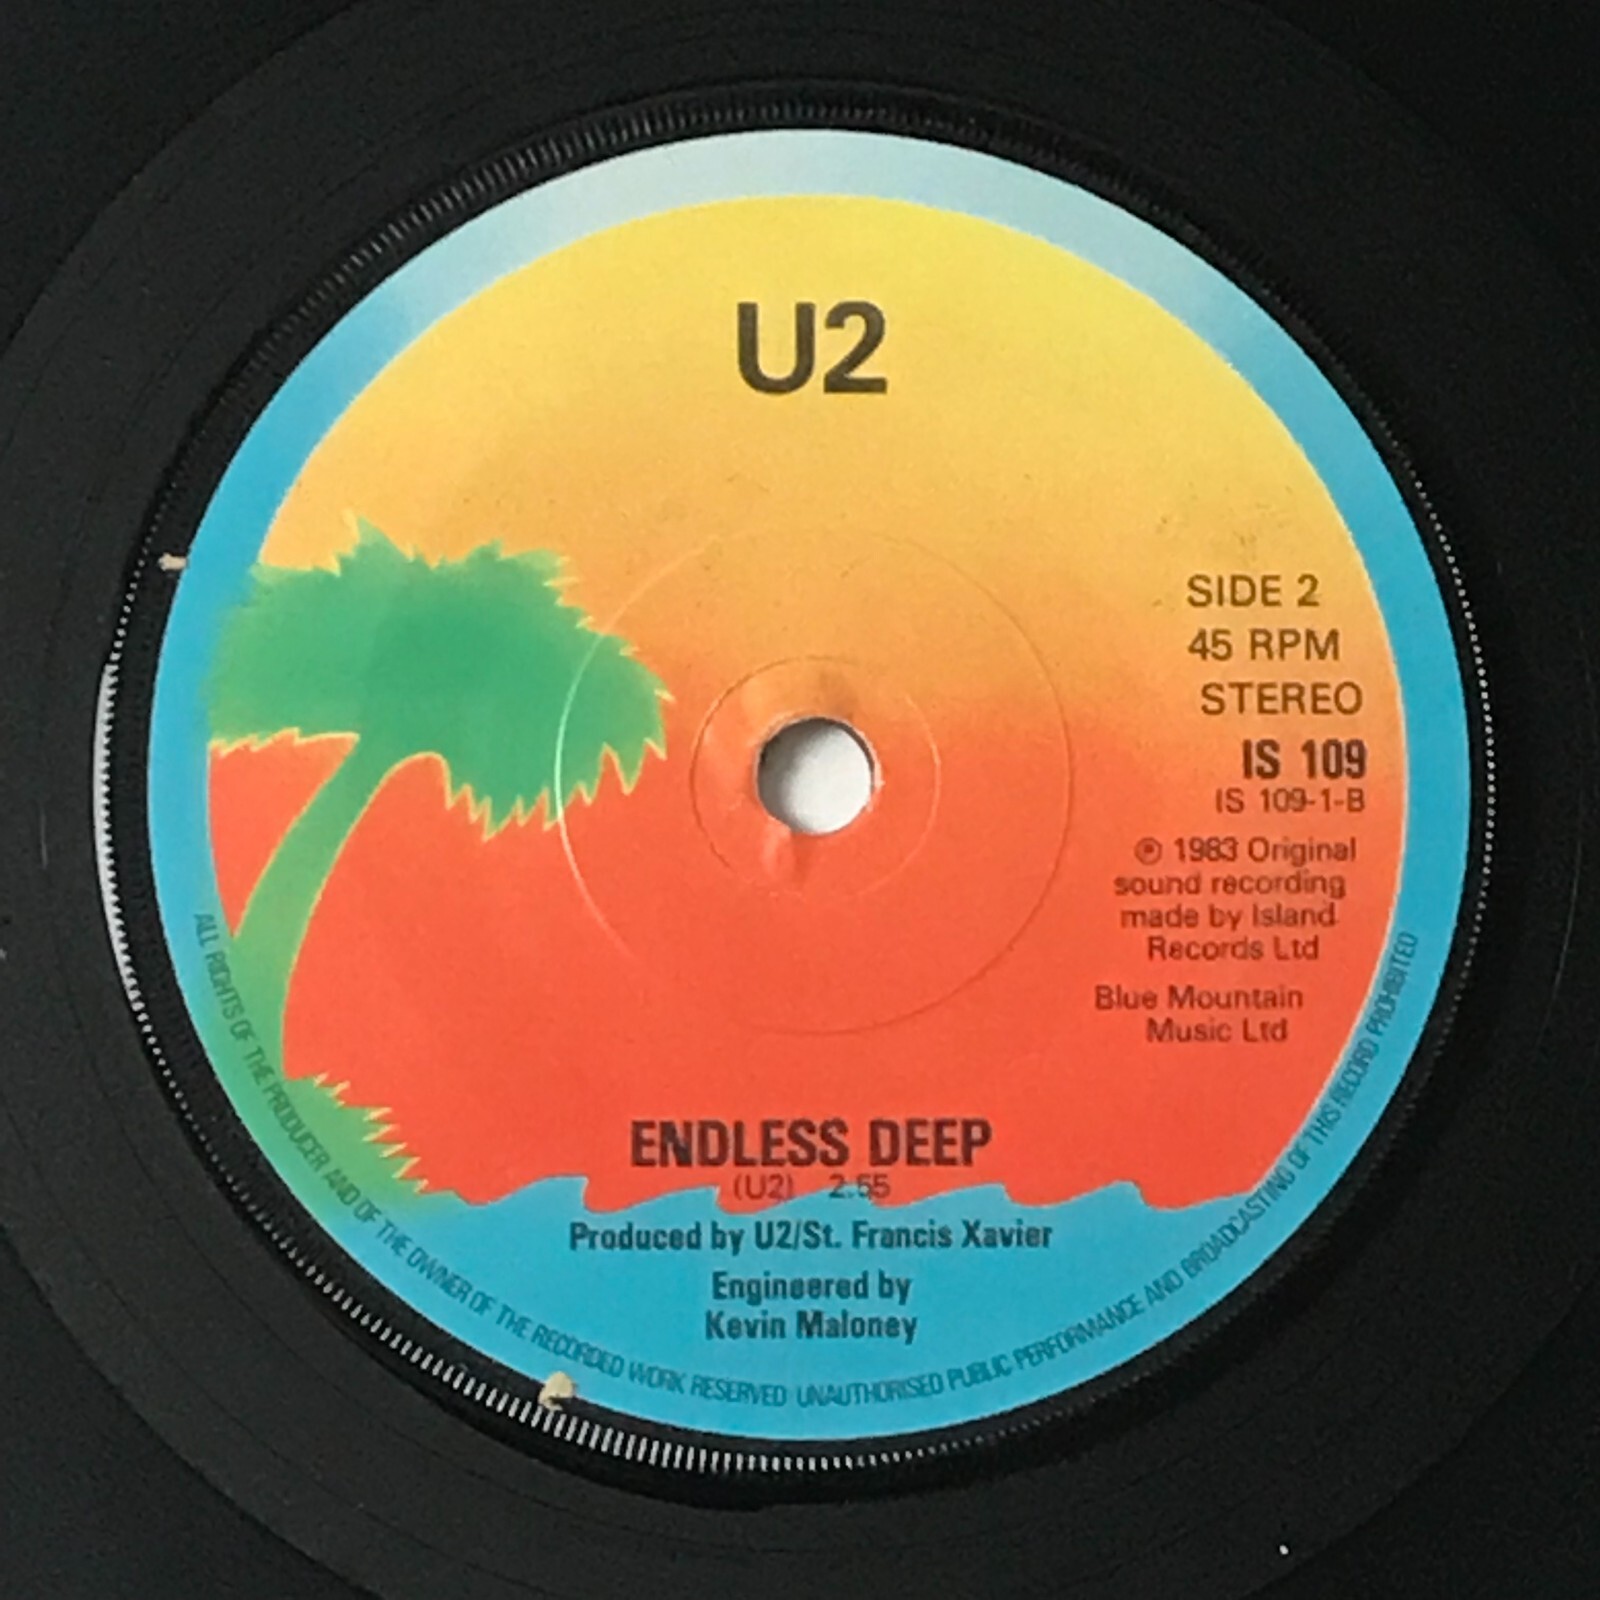 U2
SIDE 2
45 RPM
STEREO
IS 109
IS 109-1-B
℗ 1983 Original
sound recording
made by Island
Records Ltd
Blue Mountain
Music Ltd
ENDLESS DEEP
(U2) 2.55
Produced by U2/St. Francis Xavier
Engineered by
Kevin Maloney
ALL RIGHTS OF THE PRODUCER AND OF THE OWNER OF THE RECORDED WORK RESERVED UNAUTHORISED PUBLIC PERFORMANCE AND BROADCASTING OF THIS RECORD PROHIBITED